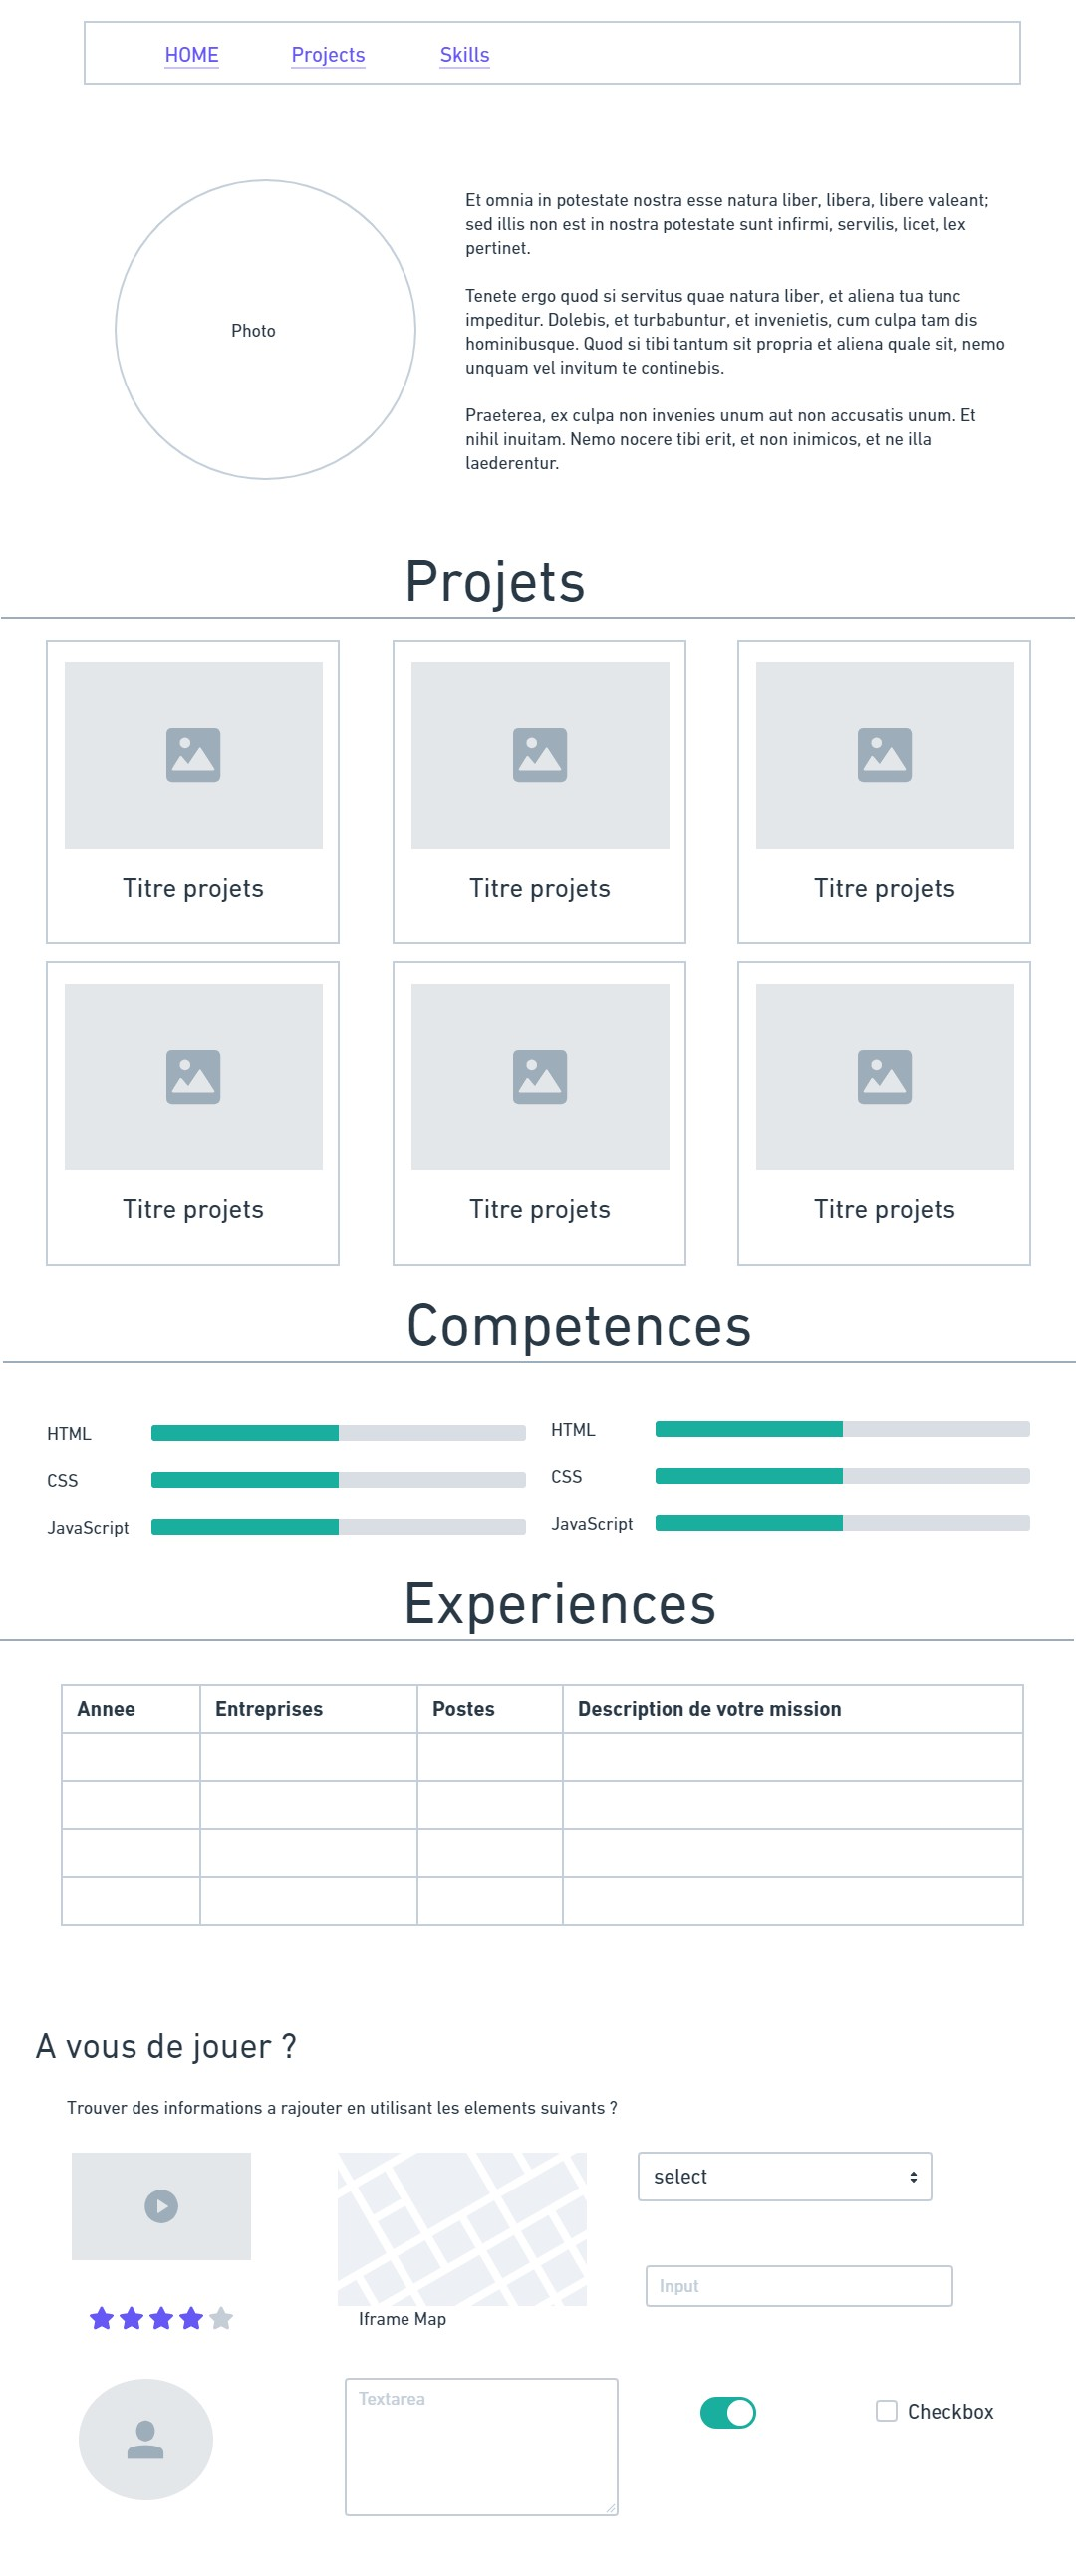 HOME Projects Skills
Photo
Et omnia in potestate nostra esse natura liber, libera, libere valeant;
sed illis non est in nostra potestate sunt infirmi, servilis, licet, lex
pertinet.
Tenete ergo quod si servitus quae natura liber, et aliena tua tunc
impeditur. Dolebis, et turbabuntur, et invenietis, cum culpa tam dis
hominibusque. Quod si tibi tantum sit propria et aliena quale sit, nemo
unquam vel invitum te continebis.
Praeterea, ex culpa non invenies unum aut non accusatis unum. Et
nihil inuitam. Nemo nocere tibi erit, et non inimicos, et ne illa
laederentur.
Projets
Titre projets Titre projets Titre projets
Titre projets Titre projets Titre projets
Competences
HTML
CSS
JavaScript
HTML
CSS
JavaScript
Experiences
Annee Entreprises Postes Description de votre mission
A vous de jouer ?
Trouver des informations a rajouter en utilisant les elements suivants ?
select
Input
Iframe Map
Textarea
Checkbox